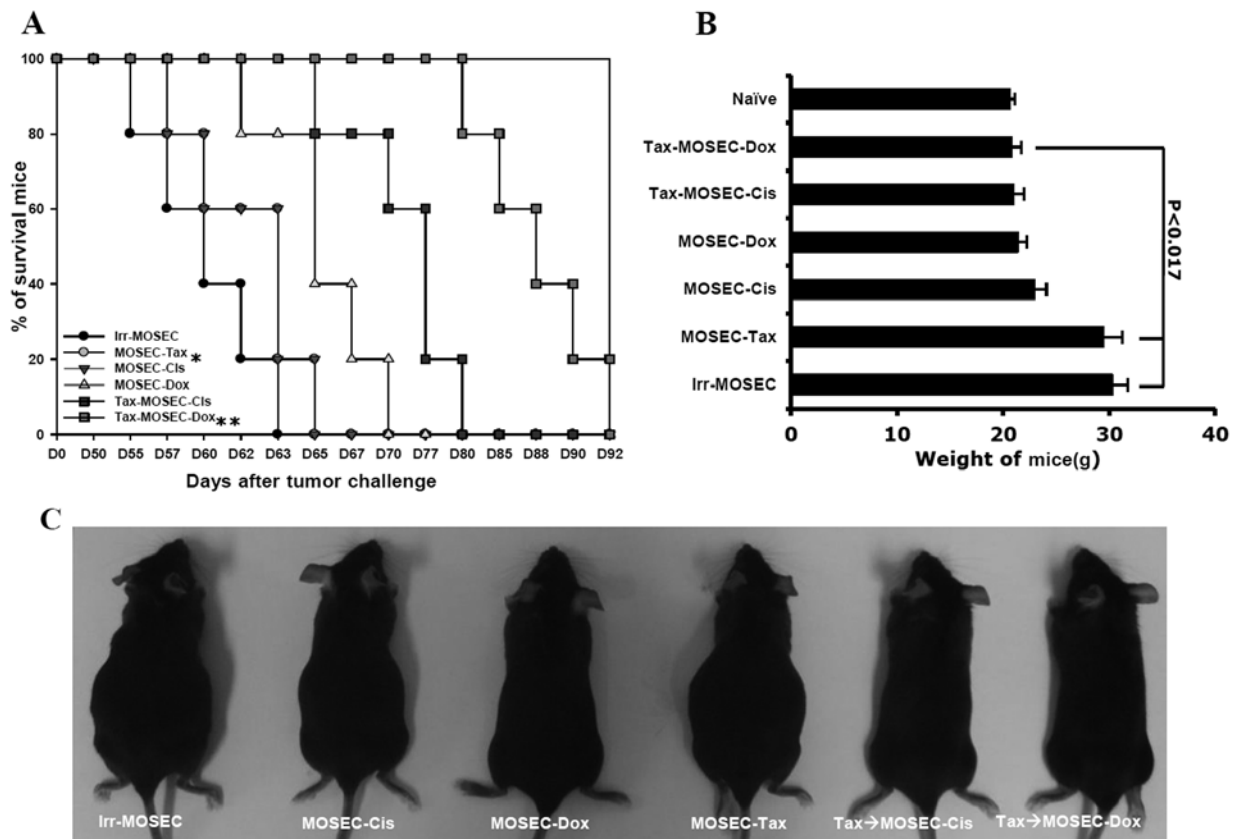 A
100
80
60
40
20
0
% of survival mice
Irr-MOSEC
MOSEC-Tax *
MOSEC-Cis
MOSEC-Dox
Tax-MOSEC-Cis
Tax-MOSEC-Dox **
D0 D50 D55 D57 D60 D62 D63 D65 D67 D70 D77 D80 D85 D88 D90 D92
Days after tumor challenge
B
Naïve
Tax-MOSEC-Dox
Tax-MOSEC-Cis
MOSEC-Dox
MOSEC-Cis
MOSEC-Tax
Irr-MOSEC
P<0.017
0 10 20 30 40
Weight of mice(g)
C
Irr-MOSEC
MOSEC-Cis
MOSEC-Dox
MOSEC-Tax
Tax→MOSEC-Cis
Tax→MOSEC-Dox